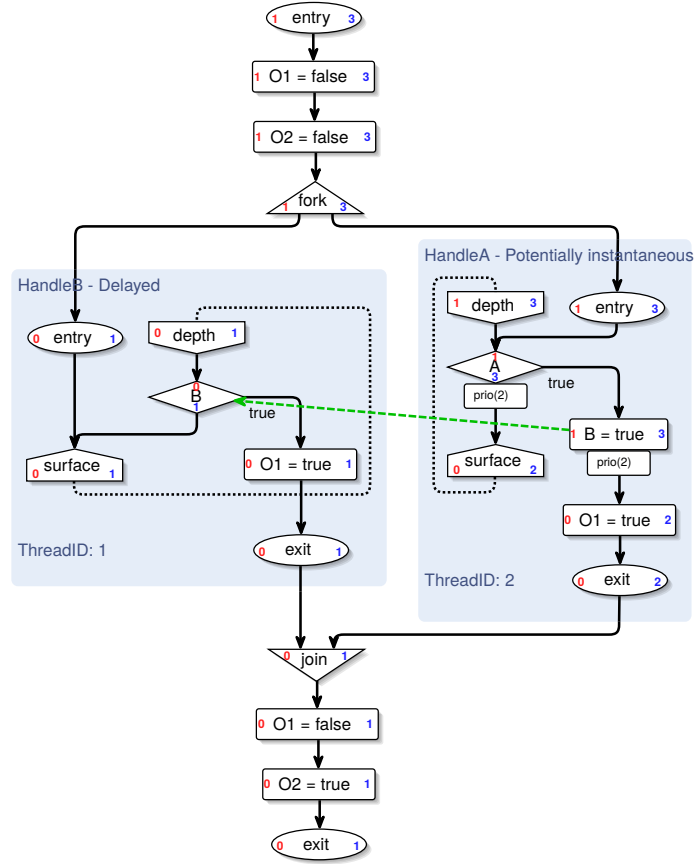 1 entry 3
1 O1 = false 3
1 O2 = false 3
1 fork 3
HandleB - Delayed
0 entry 1
0 depth 1
0
B
1
true
0 surface 1
0 O1 = true 1
0 exit 1
ThreadID: 1
HandleA - Potentially instantaneous
1 depth 3
1 entry 3
1
A
3
prio(2)
true
1 B = true 3
prio(2)
0 surface 2
0 O1 = true 2
0 exit 2
ThreadID: 2
0 join 1
0 O1 = false 1
0 O2 = true 1
0 exit 1